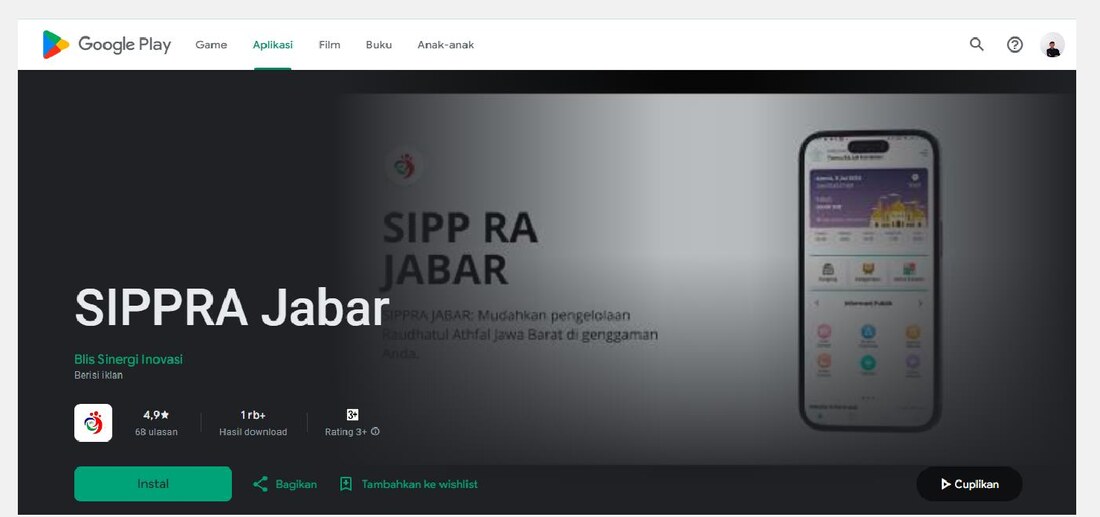 Google Play
Game
Aplikasi
Film
Buku
Anak-anak
SIPP RA
JABAR
SIPPRA JABAR: Mudahkan pengelolaan
Raudhatul Athfal Jawa Barat di genggaman
Anda.
SIPPRA Jabar
Blis Sinergi Inovasi
Berisi iklan
4,9★
68 ulasan
1 rb+
Hasil download
3+
Rating 3+
Instal
Bagikan
Tambahkan ke wishlist
Cuplikan
Informasi Publik